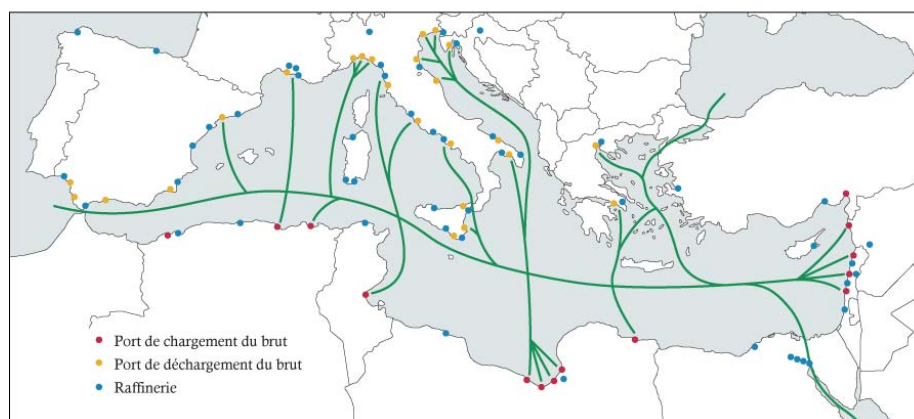 Port de chargement du brut
Port de déchargement du brut
Raffinerie